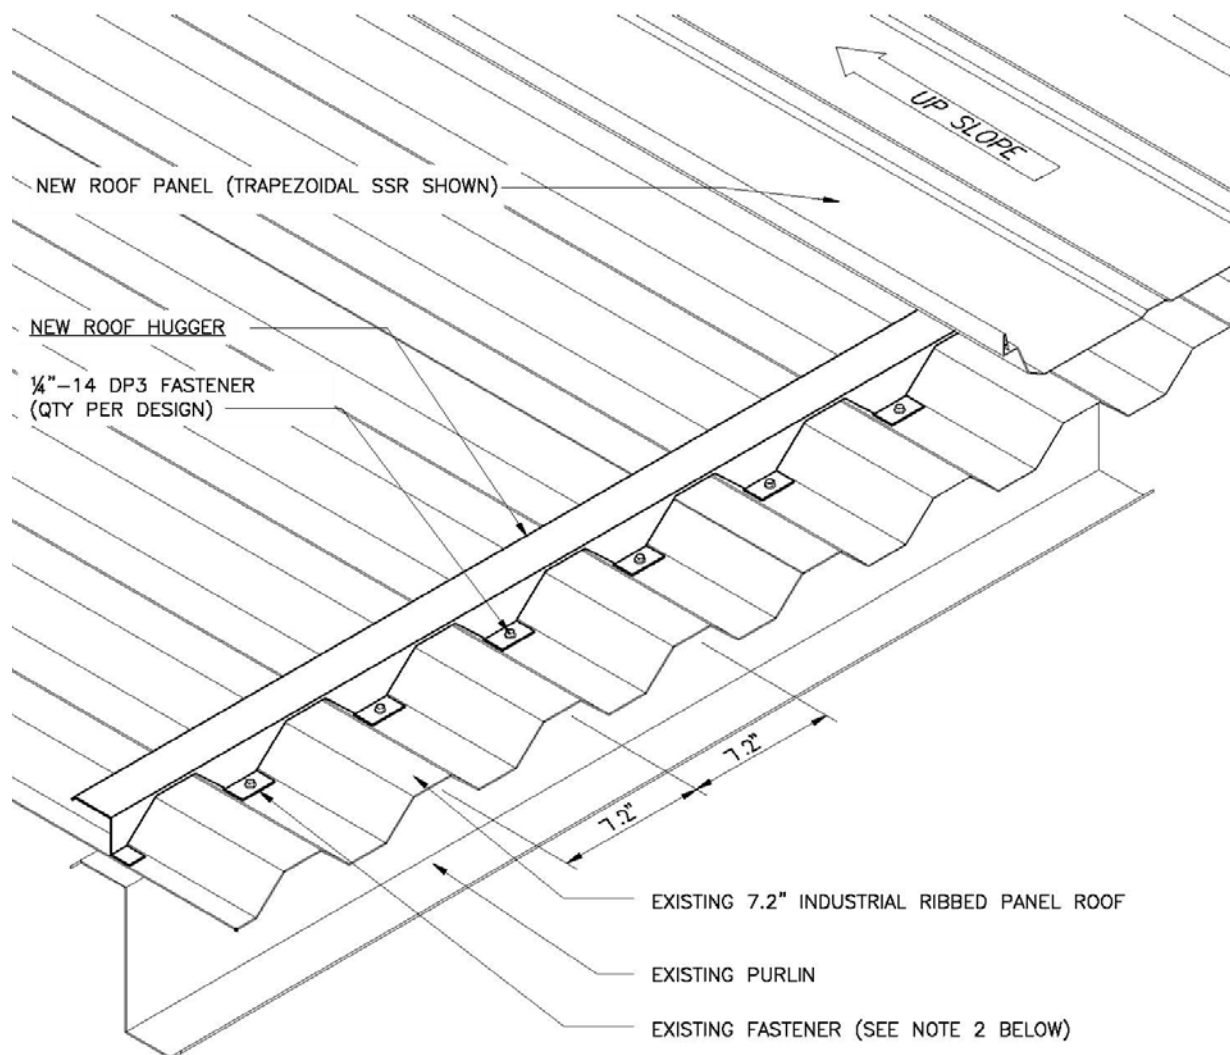 UP SLOPE
NEW ROOF PANEL (TRAPEZOIDAL SSR SHOWN)
NEW ROOF HUGGER
¼"-14 DP3 FASTENER
(QTY PER DESIGN)
7.2"
7.2"
EXISTING 7.2" INDUSTRIAL RIBBED PANEL ROOF
EXISTING PURLIN
EXISTING FASTENER (SEE NOTE 2 BELOW)